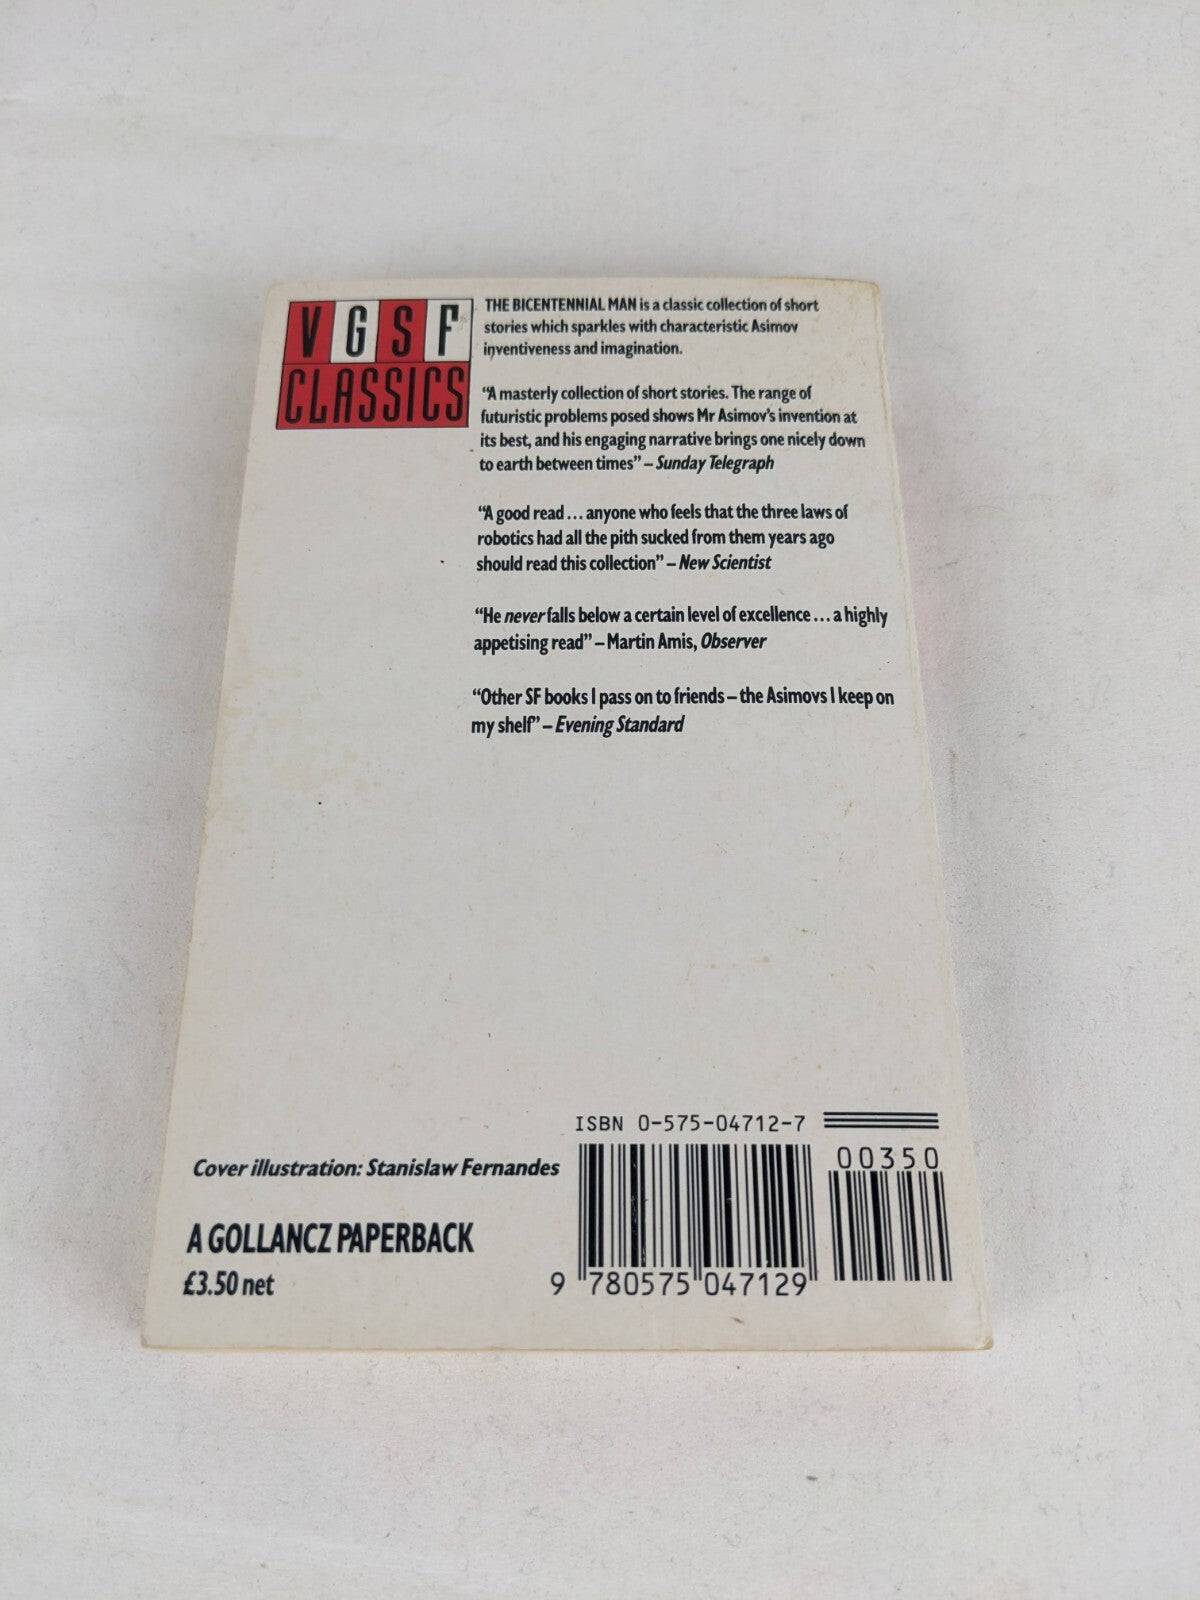 VGSF
CLASSICS
THE BICENTENNIAL MAN is a classic collection of short
stories which sparkles with characteristic Asimov
inventiveness and imagination.
“A masterly collection of short stories. The range of
futuristic problems posed shows Mr Asimov’s invention at
its best, and his engaging narrative brings one nicely down
to earth between times” – Sunday Telegraph
“A good read ... anyone who feels that the three laws of
robotics had all the pith sucked from them years ago
should read this collection” – New Scientist
“He never falls below a certain level of excellence ... a highly
appetising read” – Martin Amis, Observer
“Other SF books I pass on to friends – the Asimovs I keep on
my shelf” – Evening Standard
ISBN 0-575-04712-7
00350
Cover illustration: Stanislaw Fernandes
A GOLLANCZ PAPERBACK
£3.50 net
9 780575 047129